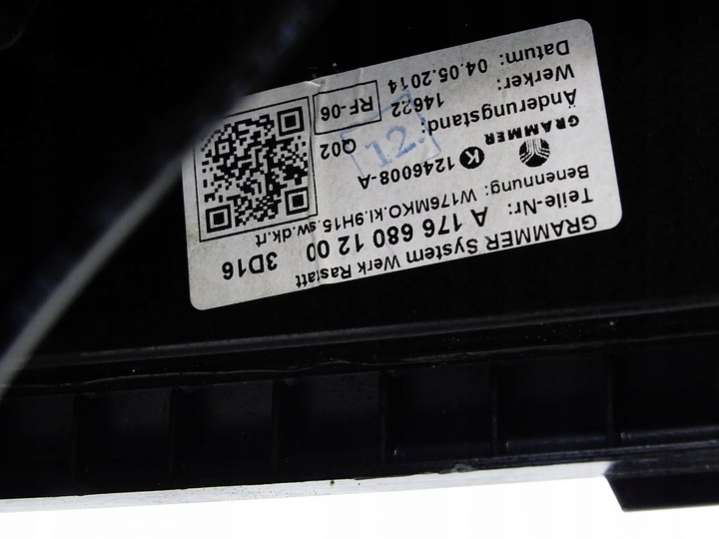 GRAMMER System Werk Rastatt
Teile-Nr: A 176 680 12 00 3D16
Benennung: W176MKO.kl.9H15.sw.dk.rt
GRAMMER K 1246008-A
Änderungstand: Q02
Werker: 14622 RF-06
Datum: 04.05.2014
12